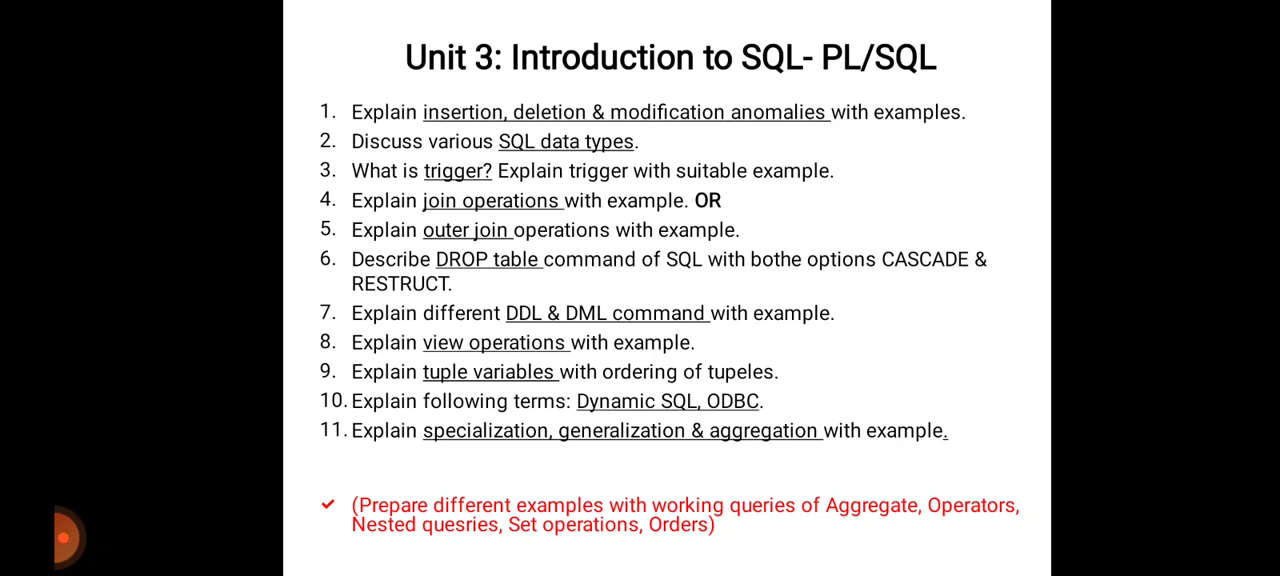 Unit 3: Introduction to SQL- PL/SQL
1. Explain insertion, deletion & modification anomalies with examples.
2. Discuss various SQL data types.
3. What is trigger? Explain trigger with suitable example.
4. Explain join operations with example. OR
5. Explain outer join operations with example.
6. Describe DROP table command of SQL with bothe options CASCADE &
RESTRUCT.
7. Explain different DDL & DML command with example.
8. Explain view operations with example.
9. Explain tuple variables with ordering of tupeles.
10. Explain following terms: Dynamic SQL, ODBC.
11. Explain specialization, generalization & aggregation with example.
✓ (Prepare different examples with working queries of Aggregate, Operators,
Nested quesries, Set operations, Orders)